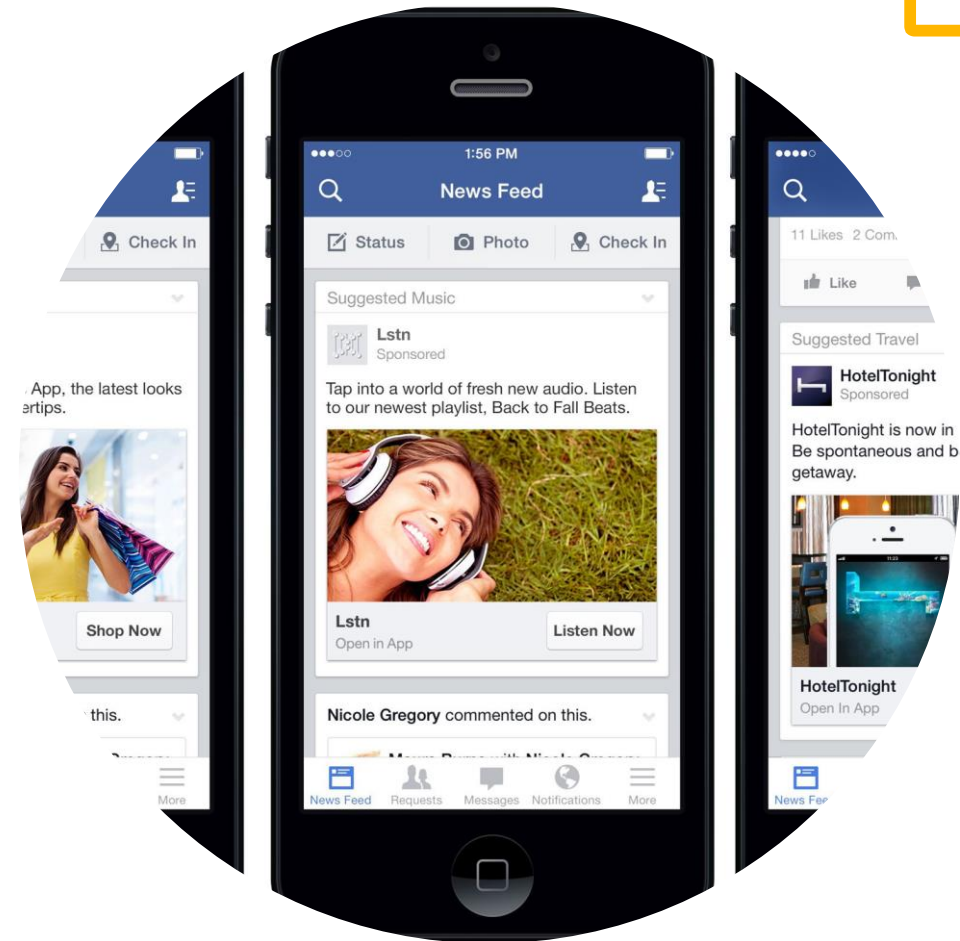 Check In
App, the latest looks
ertips.
Shop Now
this.
More
1:56 PM
News Feed
Status Photo Check In
Suggested Music
Lstn
Sponsored
Tap into a world of fresh new audio. Listen
to our newest playlist, Back to Fall Beats.
Lstn
Open in App
Listen Now
Nicole Gregory commented on this.
with Nicole
News Feed Requests Messages Notifications More
11 Likes 2 Com.
Like
Suggested Travel
HotelTonight
Sponsored
HotelTonight is now in
Be spontaneous and b
getaway.
11:23
HotelTonight
Open In App
News Fee